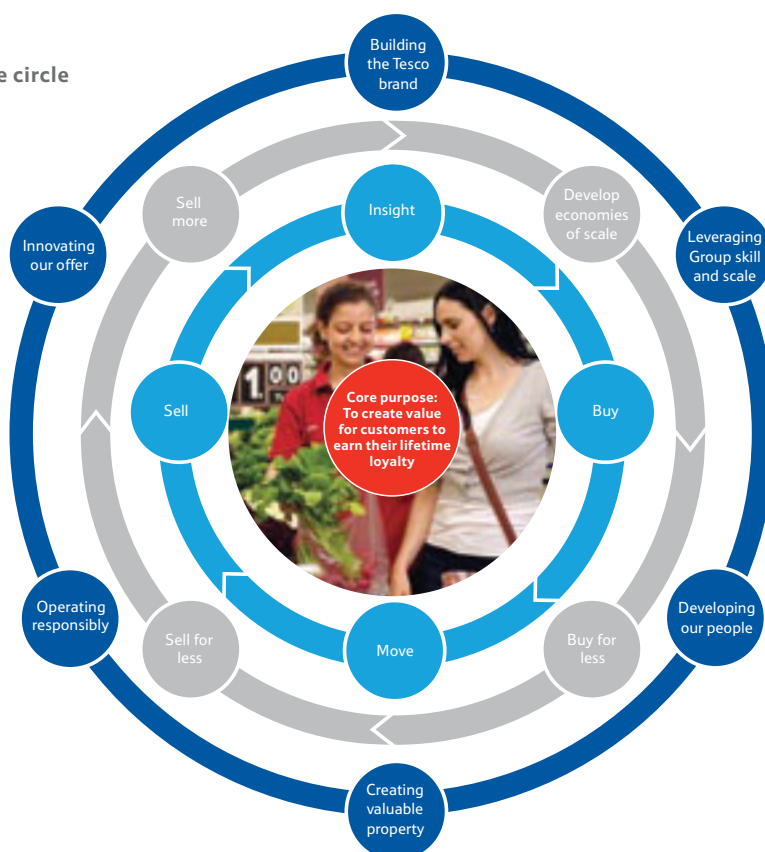 e circle
Building
the Tesco
brand
Sell
more
Insight
Develop
economies
of scale
Innovating
our offer
Leveraging
Group skill
and scale
1.00
Core purpose:
To create value
for customers to
earn their lifetime
loyalty
Sell
Buy
Operating
responsibly
Sell for
less
Move
Buy for
less
Developing
our people
Creating
valuable
property